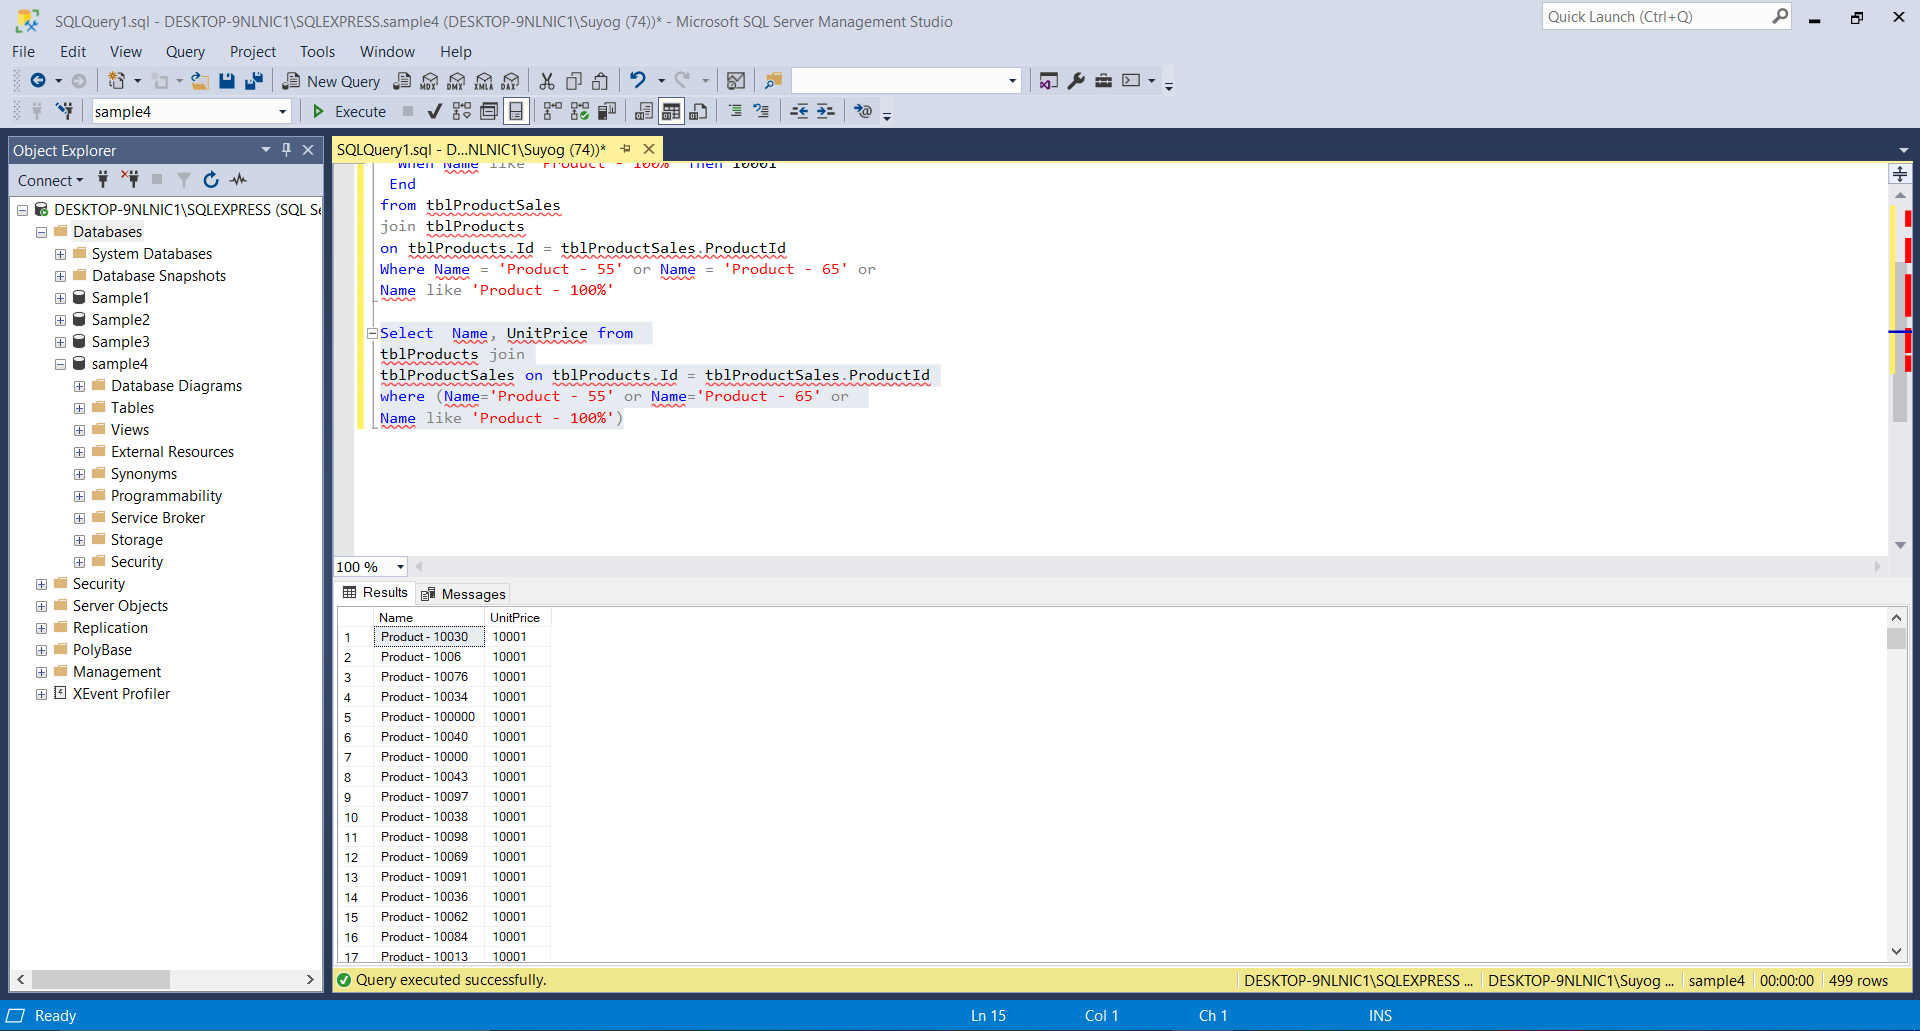 SQLQuery1.sql - DESKTOP-9NLNIC1\SQLEXPRESS.sample4 (DESKTOP-9NLNIC1\Suyog (74))* - Microsoft SQL Server Management Studio
Quick Launch (Ctrl+Q)
File Edit View Query Project Tools Window Help
New Query MDX DMX XMLA DAX
sample4 Execute
Object Explorer
SQLQuery1.sql - D...NLNIC1\Suyog (74))*
Connect
DESKTOP-9NLNIC1\SQLEXPRESS (SQL Se
Databases
System Databases
Database Snapshots
Sample1
Sample2
Sample3
sample4
Database Diagrams
Tables
Views
External Resources
Synonyms
Programmability
Service Broker
Storage
Security
Security
Server Objects
Replication
PolyBase
Management
XEvent Profiler
When Name like 'Product - 100%' Then 10001
End
from tblProductSales
join tblProducts
on tblProducts.Id = tblProductSales.ProductId
Where Name = 'Product - 55' or Name = 'Product - 65' or
Name like 'Product - 100%'
Select  Name, UnitPrice from
tblProducts join
tblProductSales on tblProducts.Id = tblProductSales.ProductId
where (Name='Product - 55' or Name='Product - 65' or
Name like 'Product - 100%')
100 %
Results Messages
Name UnitPrice
1 Product - 10030 10001
2 Product - 1006 10001
3 Product - 10076 10001
4 Product - 10034 10001
5 Product - 100000 10001
6 Product - 10040 10001
7 Product - 10000 10001
8 Product - 10043 10001
9 Product - 10097 10001
10 Product - 10038 10001
11 Product - 10098 10001
12 Product - 10069 10001
13 Product - 10091 10001
14 Product - 10036 10001
15 Product - 10062 10001
16 Product - 10084 10001
17 Product - 10013 10001
Query executed successfully. DESKTOP-9NLNIC1\SQLEXPRESS ... DESKTOP-9NLNIC1\Suyog ... sample4 00:00:00 499 rows
Ready Ln 15 Col 1 Ch 1 INS